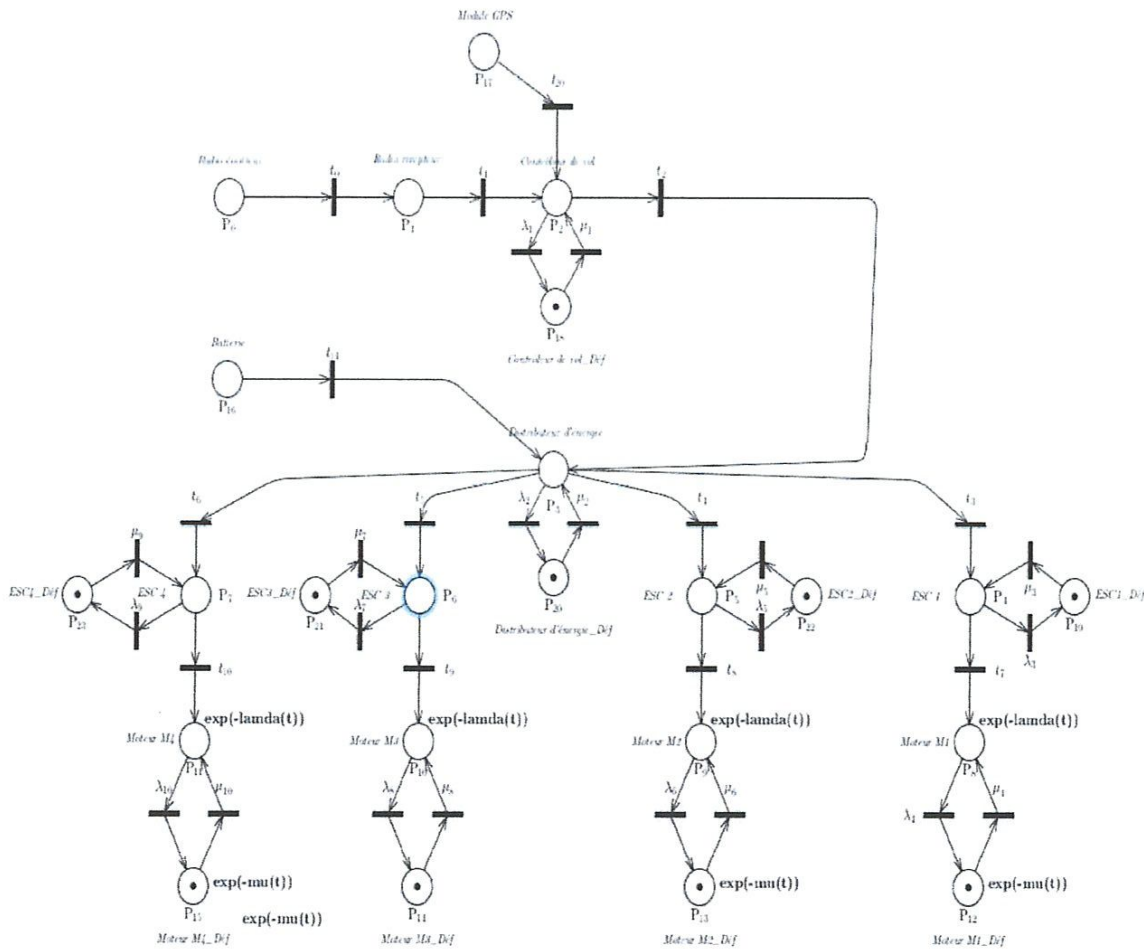 Module GPS
P17
t20
Radio émetteur
t0
Radio récepteur
t1
Contrôleur de vol
t2
P0
P1
P2
λ1
μ1
P18
Contrôleur de vol_Déf
Batterie
P16
Distributeur d'énergie
t6
λ2
P3
μ2
t4
t3
μ9
ESC4_Déf
ESC 4
P7
P23
λ9
μ7
ESC3_Déf
ESC 3
P6
P21
λ7
P20
Distributeur d'énergie_Déf
ESC 2
P5
μ5
λ5
ESC2_Déf
P22
ESC 1
P4
μ3
ESC1_Déf
P19
λ3
t10
t9
t8
t7
exp(-lamda(t))
exp(-lamda(t))
exp(-lamda(t))
exp(-lamda(t))
Moteur M4
Moteur M3
Moteur M2
Moteur M1
P11
P10
P9
P8
λ10
μ10
λ8
μ8
λ6
μ6
λ4
μ4
exp(-mu(t))
exp(-mu(t))
exp(-mu(t))
P15
exp(-mu(t))
P14
P13
P12
Moteur M4_Déf
Moteur M3_Déf
Moteur M2_Déf
Moteur M1_Déf